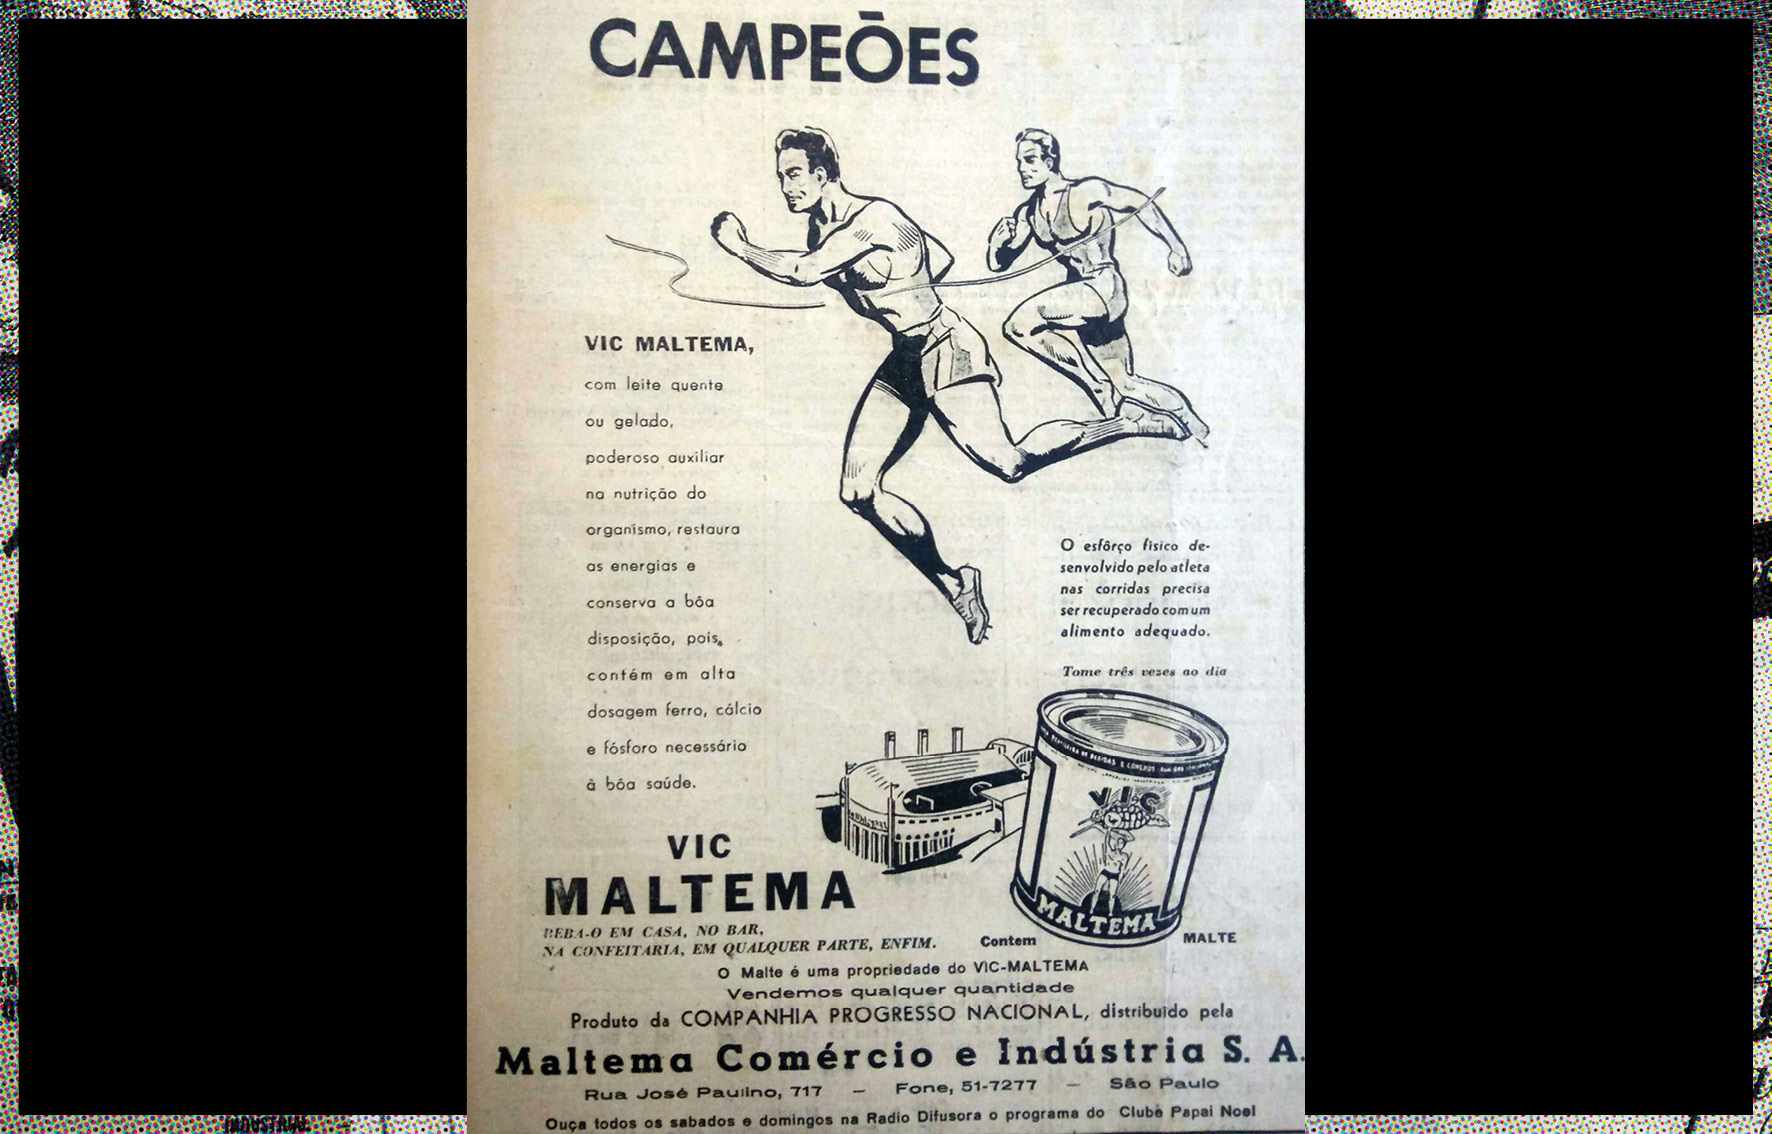 CAMPEÕES
VIC MALTEMA,
com leite quente
ou gelado,
poderoso auxiliar
na nutrição do
organismo, restaura
as energias e
conserva a bôa
disposição, pois,
contém em alta
dosagem ferro, cálcio
e fósforo necessário
à bôa saúde.
O esfôrço físico de-
senvolvido pelo atleta
nas corridas precisa
ser recuperado com um
alimento adequado.
Tome três vezes ao dia
VIC
MALTEMA
VIC
MALTEMA
BEBA-O EM CASA, NO BAR,
NA CONFEITARIA, EM QUALQUER PARTE, ENFIM.
Contem MALTE
O Malte é uma propriedade do VIC-MALTEMA
Vendemos qualquer quantidade
Produto da COMPANHIA PROGRESSO NACIONAL, distribuido pela
Maltema Comércio e Indústria S. A.
Rua José Paulino, 717 — Fone, 51-7277 — São Paulo
Ouça todos os sabados e domingos na Radio Difusora o programa do Clube Papai Noel